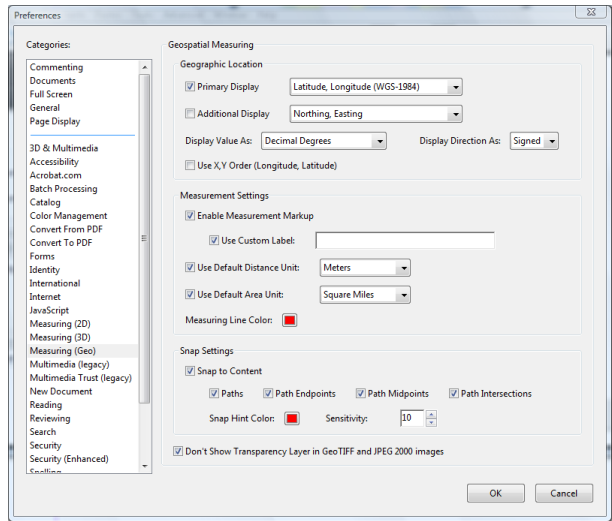 Preferences
Categories:
Commenting
Documents
Full Screen
General
Page Display
3D & Multimedia
Accessibility
Acrobat.com
Batch Processing
Catalog
Color Management
Convert From PDF
Convert To PDF
Forms
Identity
International
Internet
JavaScript
Measuring (2D)
Measuring (3D)
Measuring (Geo)
Multimedia (legacy)
Multimedia Trust (legacy)
New Document
Reading
Reviewing
Search
Security
Security (Enhanced)
Spelling
Geospatial Measuring
Geographic Location
Primary Display Latitude, Longitude (WGS-1984)
Additional Display Northing, Easting
Display Value As: Decimal Degrees Display Direction As: Signed
Use X,Y Order (Longitude, Latitude)
Measurement Settings
Enable Measurement Markup
Use Custom Label:
Use Default Distance Unit: Meters
Use Default Area Unit: Square Miles
Measuring Line Color:
Snap Settings
Snap to Content
Paths Path Endpoints Path Midpoints Path Intersections
Snap Hint Color: Sensitivity: 10
Don't Show Transparency Layer in GeoTIFF and JPEG 2000 images
OK Cancel